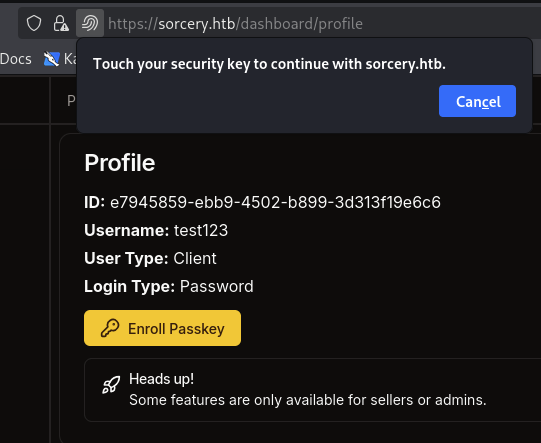 https://sorcery.htb/dashboard/profile
Docs
Touch your security key to continue with sorcery.htb.
Cancel
Profile
ID: e7945859-ebb9-4502-b899-3d313f19e6c6
Username: test123
User Type: Client
Login Type: Password
Enroll Passkey
Heads up!
Some features are only available for sellers or admins.